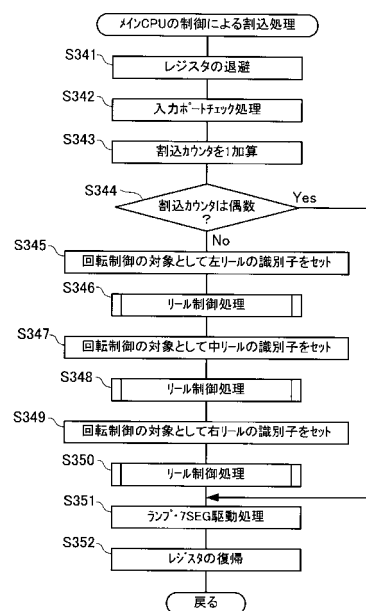 メインCPUの制御による割込処理
S341
レジスタの退避
S342
入力ポートチェック処理
S343
割込カウンタを1加算
S344
割込カウンタは偶数
?
Yes
No
S345
回転制御の対象として左リールの識別子をセット
S346
リール制御処理
S347
回転制御の対象として中リールの識別子をセット
S348
リール制御処理
S349
回転制御の対象として右リールの識別子をセット
S350
リール制御処理
S351
ランプ・7SEG駆動処理
S352
レジスタの復帰
戻る